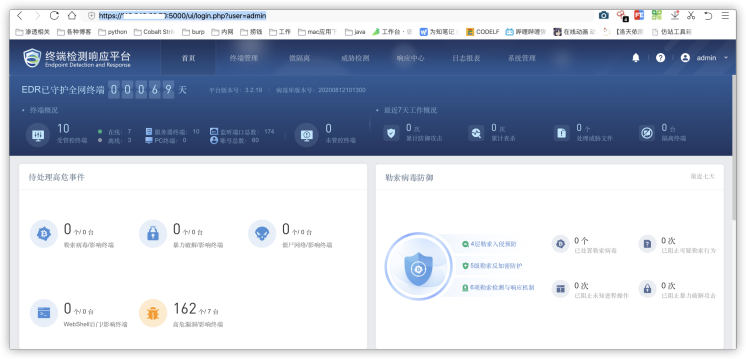 :5000/ui/login.php?user=admin
渗透相关 各种博客 python Cobalt Strik burp 内网 捞钱 工作 mac应用下 java 工作台 · 语 为知笔记 CODELF 哔哩哔哩 在线动画 【洛天依 仿站工具箱
终端检测响应平台 首页 终端管理 微隔离 威胁检测 响应中心 日志报表 系统管理 admin
Endpoint Detection and Response
EDR已守护全网终端 0 0 0 6 9 天 平台版本号: 3.2.19 病毒库版本号: 20200812101300
• 终端概况 • 最近7天工作概况
10 在线: 7 服务器终端: 10 监听端口总数: 174 0 0 次 0 次 0 个 0 台
受管控终端 离线: 3 PC终端: 0 账号总数: 60 未管控终端 累计防御攻击 累计查杀 处理威胁文件 隔离终端
待处理高危事件 勒索病毒防御 最近七天
0 个/0 台 0 个/0 台 0 个/0 台
勒索病毒/影响终端 暴力破解/影响终端 僵尸网络/影响终端
4层勒索入侵预防 0 个 0 次
已处置勒索病毒 已阻止可疑勒索行为
5级勒索反加密防护
6项勒索检测与响应机制 0 次 0 次
已阻止未知进程操作 已阻止暴力破解攻击
0 个/0 台 162 个/7 台
WebShell后门/影响终端 高危漏洞/影响终端